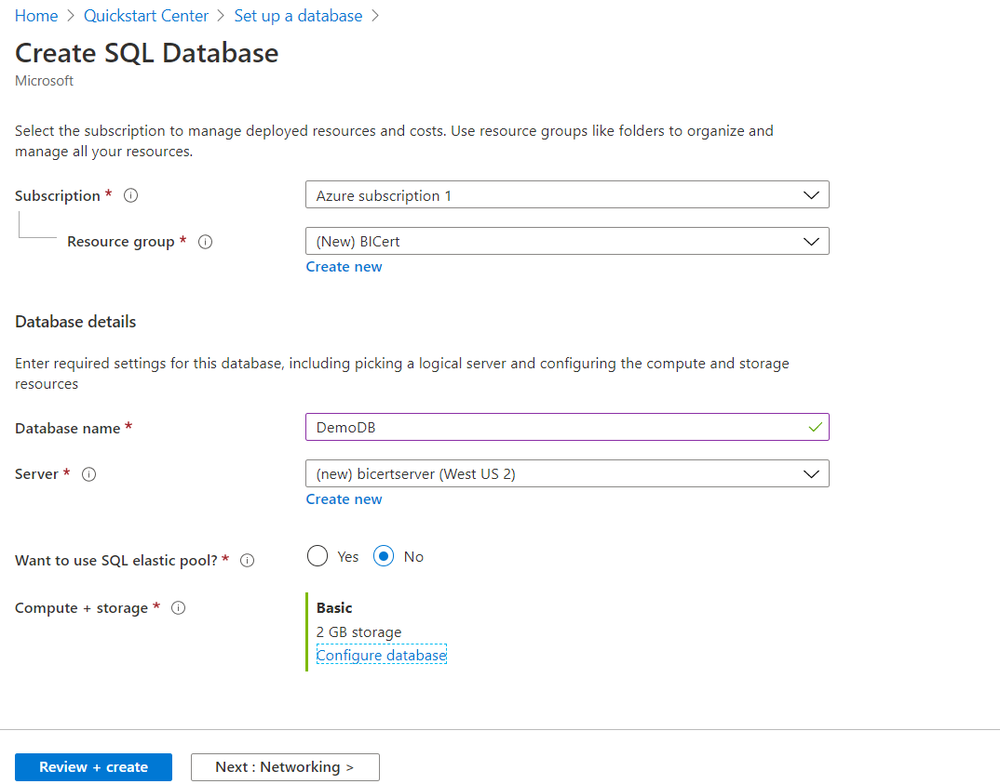 Home > Quickstart Center > Set up a database >
Create SQL Database
Microsoft
Select the subscription to manage deployed resources and costs. Use resource groups like folders to organize and
manage all your resources.
Subscription *
Azure subscription 1
Resource group *
(New) BICert
Create new
Database details
Enter required settings for this database, including picking a logical server and configuring the compute and storage
resources
Database name *
DemoDB
Server *
(new) bicertserver (West US 2)
Create new
Want to use SQL elastic pool? *
Yes No
Compute + storage *
Basic
2 GB storage
Configure database
Review + create
Next : Networking >